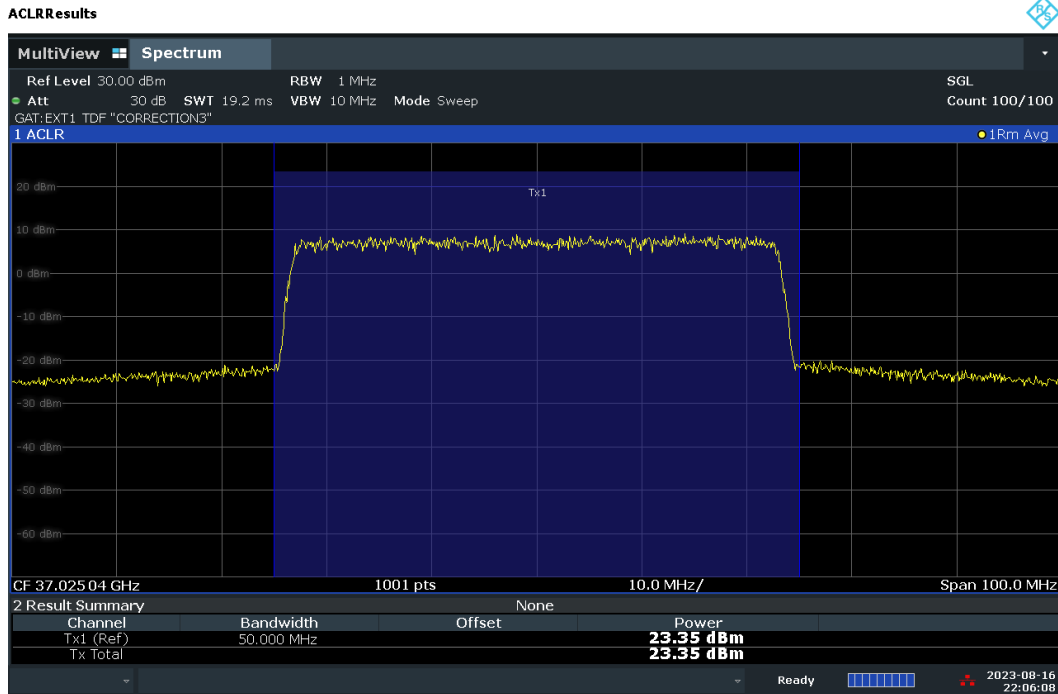 ACLRResults
R&S
MultiView Spectrum
Ref Level 30.00 dBm RBW 1 MHz SGL
Att 30 dB SWT 19.2 ms VBW 10 MHz Mode Sweep Count 100/100
GAT:EXT1 TDF "CORRECTION3"
1 ACLR 1Rm Avg
Tx1
20 dBm
10 dBm
0 dBm
-10 dBm
-20 dBm
-30 dBm
-40 dBm
-50 dBm
-60 dBm
CF 37.02504 GHz 1001 pts 10.0 MHz/ Span 100.0 MHz
2 Result Summary None
Channel Bandwidth Offset Power
Tx1 (Ref) 50.000 MHz 23.35 dBm
Tx Total 23.35 dBm
Ready 2023-08-16
22:06:08